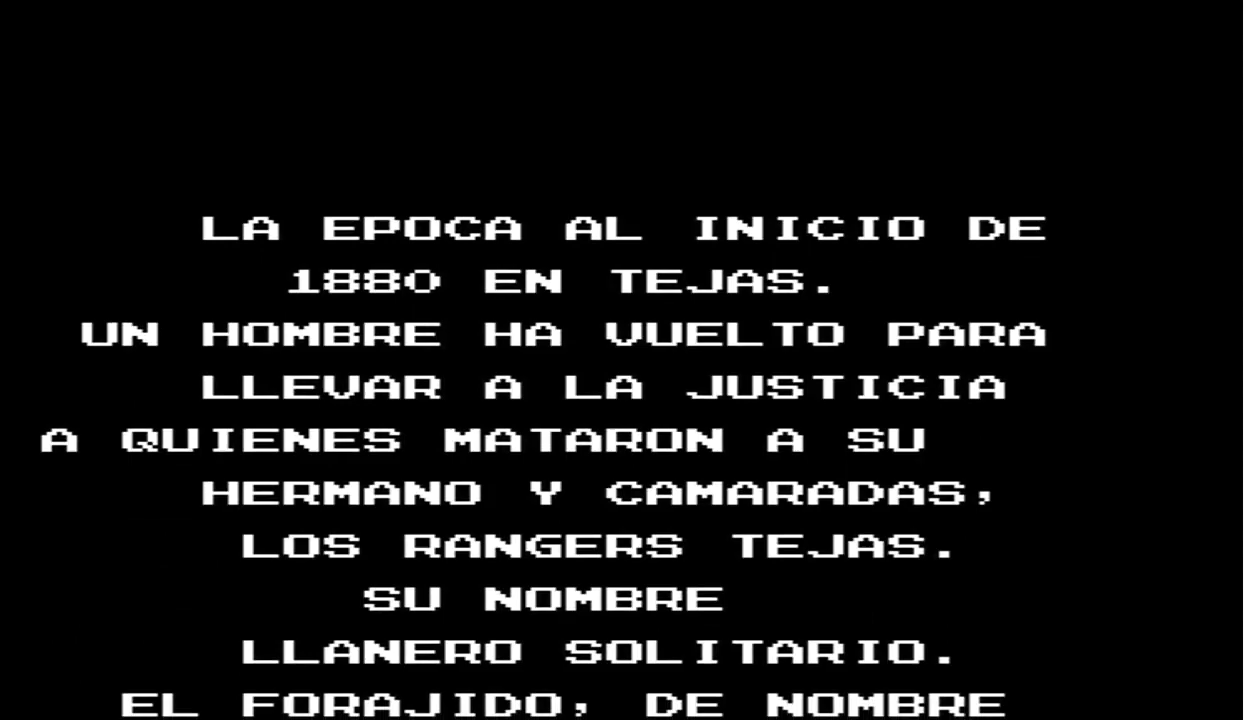 LA EPOCA AL INICIO DE
1880 EN TEJAS.
UN HOMBRE HA VUELTO PARA
LLEVAR A LA JUSTICIA
A QUIENES MATARON A SU
HERMANO Y CAMARADAS,
LOS RANGERS TEJAS.
SU NOMBRE
LLANERO SOLITARIO.
EL FORAJIDO, DE NOMBRE